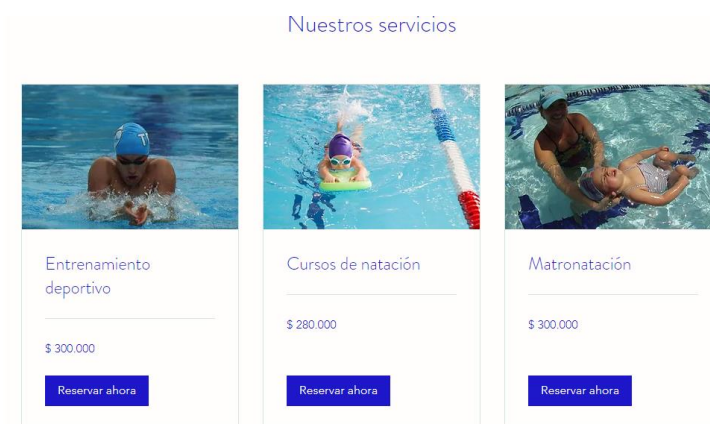 Nuestros servicios
Entrenamiento
deportivo
$ 300.000
Reservar ahora
Cursos de natación
$ 280.000
Reservar ahora
Matronatación
$ 300.000
Reservar ahora